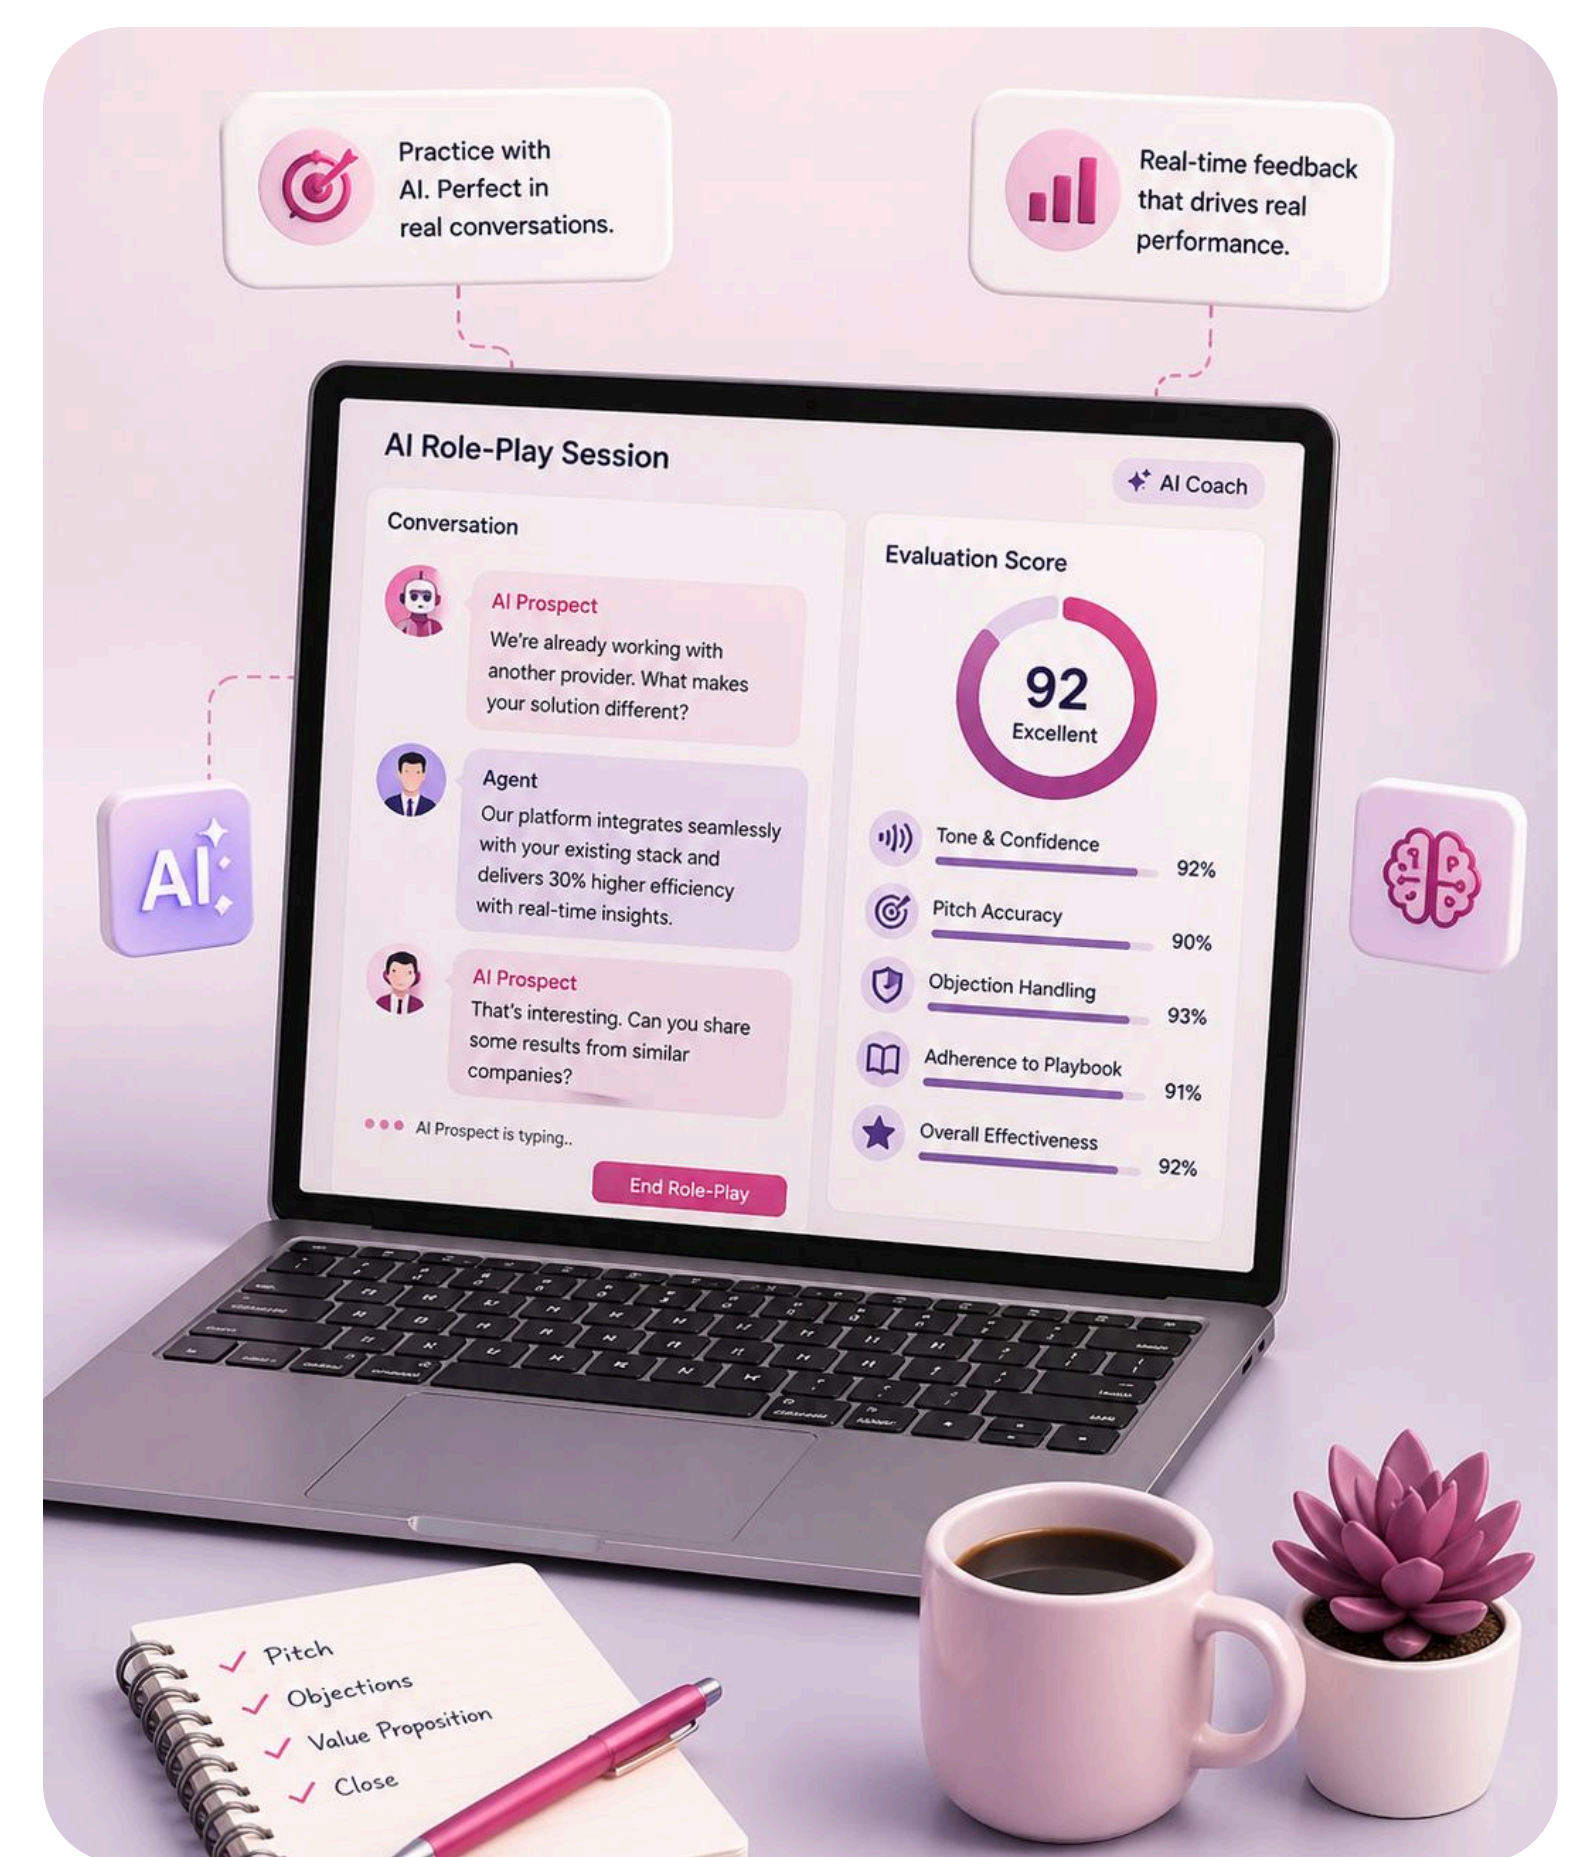 Practice with
AI. Perfect in
real conversations.
Real-time feedback
that drives real
performance.
AI Role-Play Session
AI Coach
Conversation
AI Prospect
We're already working with
another provider. What makes
your solution different?
Agent
Our platform integrates seamlessly
with your existing stack and
delivers 30% higher efficiency
with real-time insights.
AI Prospect
That's interesting. Can you share
some results from similar
companies?
AI Prospect is typing..
End Role-Play
Evaluation Score
92
Excellent
Tone & Confidence
92%
Pitch Accuracy
90%
Objection Handling
93%
Adherence to Playbook
91%
Overall Effectiveness
92%
AI
Pitch
Objections
Value Proposition
Close